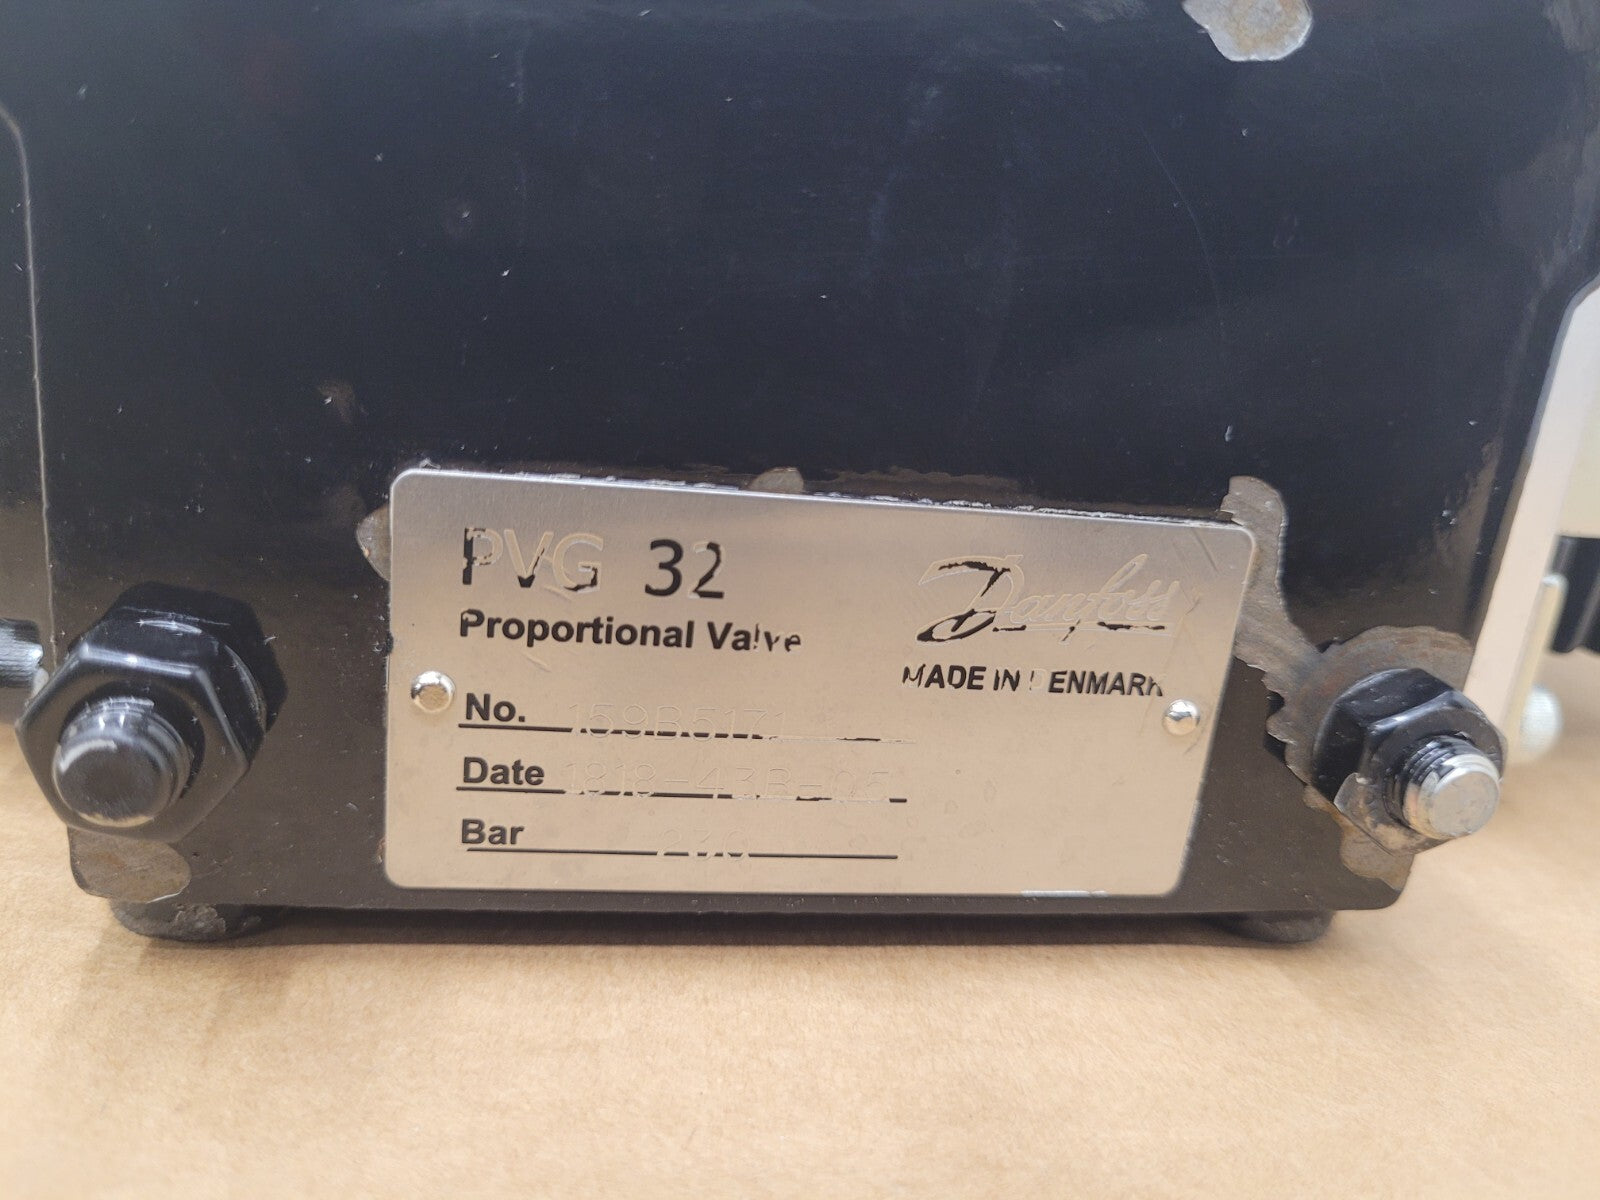 PVG 32
Proportional Valve
Danfoss
MADE IN DENMARK
No. 159B5171
Date 1818-43B-05
Bar 230